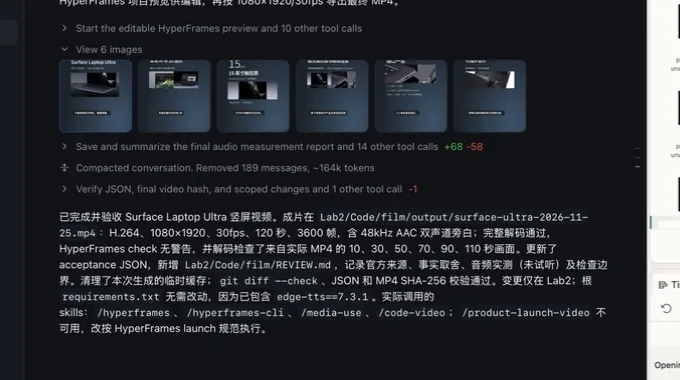 HyperFrames 项目预览供编辑，再按 1080×1920/30fps 导出最终 MP4。
Start the editable HyperFrames preview and 10 other tool calls
View 6 images
Surface Laptop Ultra
15 英寸触控屏
Save and summarize the final audio measurement report and 14 other tool calls +68 -58
Compacted conversation. Removed 189 messages, ~164k tokens
Verify JSON, final video hash, and scoped changes and 1 other tool call -1
已完成并验收 Surface Laptop Ultra 竖屏视频。成片在 Lab2/Code/film/output/surface-ultra-2026-11-
25.mp4：H.264、1080×1920、30fps、120 秒、3600 帧，含 48kHz AAC 双声道旁白；完整解码通过，
HyperFrames check 无警告，并解码检查了来自实际 MP4 的 10、30、50、70、90、110 秒画面。更新了
acceptance JSON，新增 Lab2/Code/film/REVIEW.md，记录官方来源、事实取舍、音频实测（未试听）及检查边
界。清理了本次生成的临时缓存；git diff --check、JSON 和 MP4 SHA-256 校验通过。变更仅在 Lab2；根
requirements.txt 无需改动，因为已包含 edge-tts==7.3.1。实际调用的
skills：/hyperframes、/hyperframes-cli、/media-use、/code-video；/product-launch-video 不
可用，改按 HyperFrames launch 规范执行。
Openin